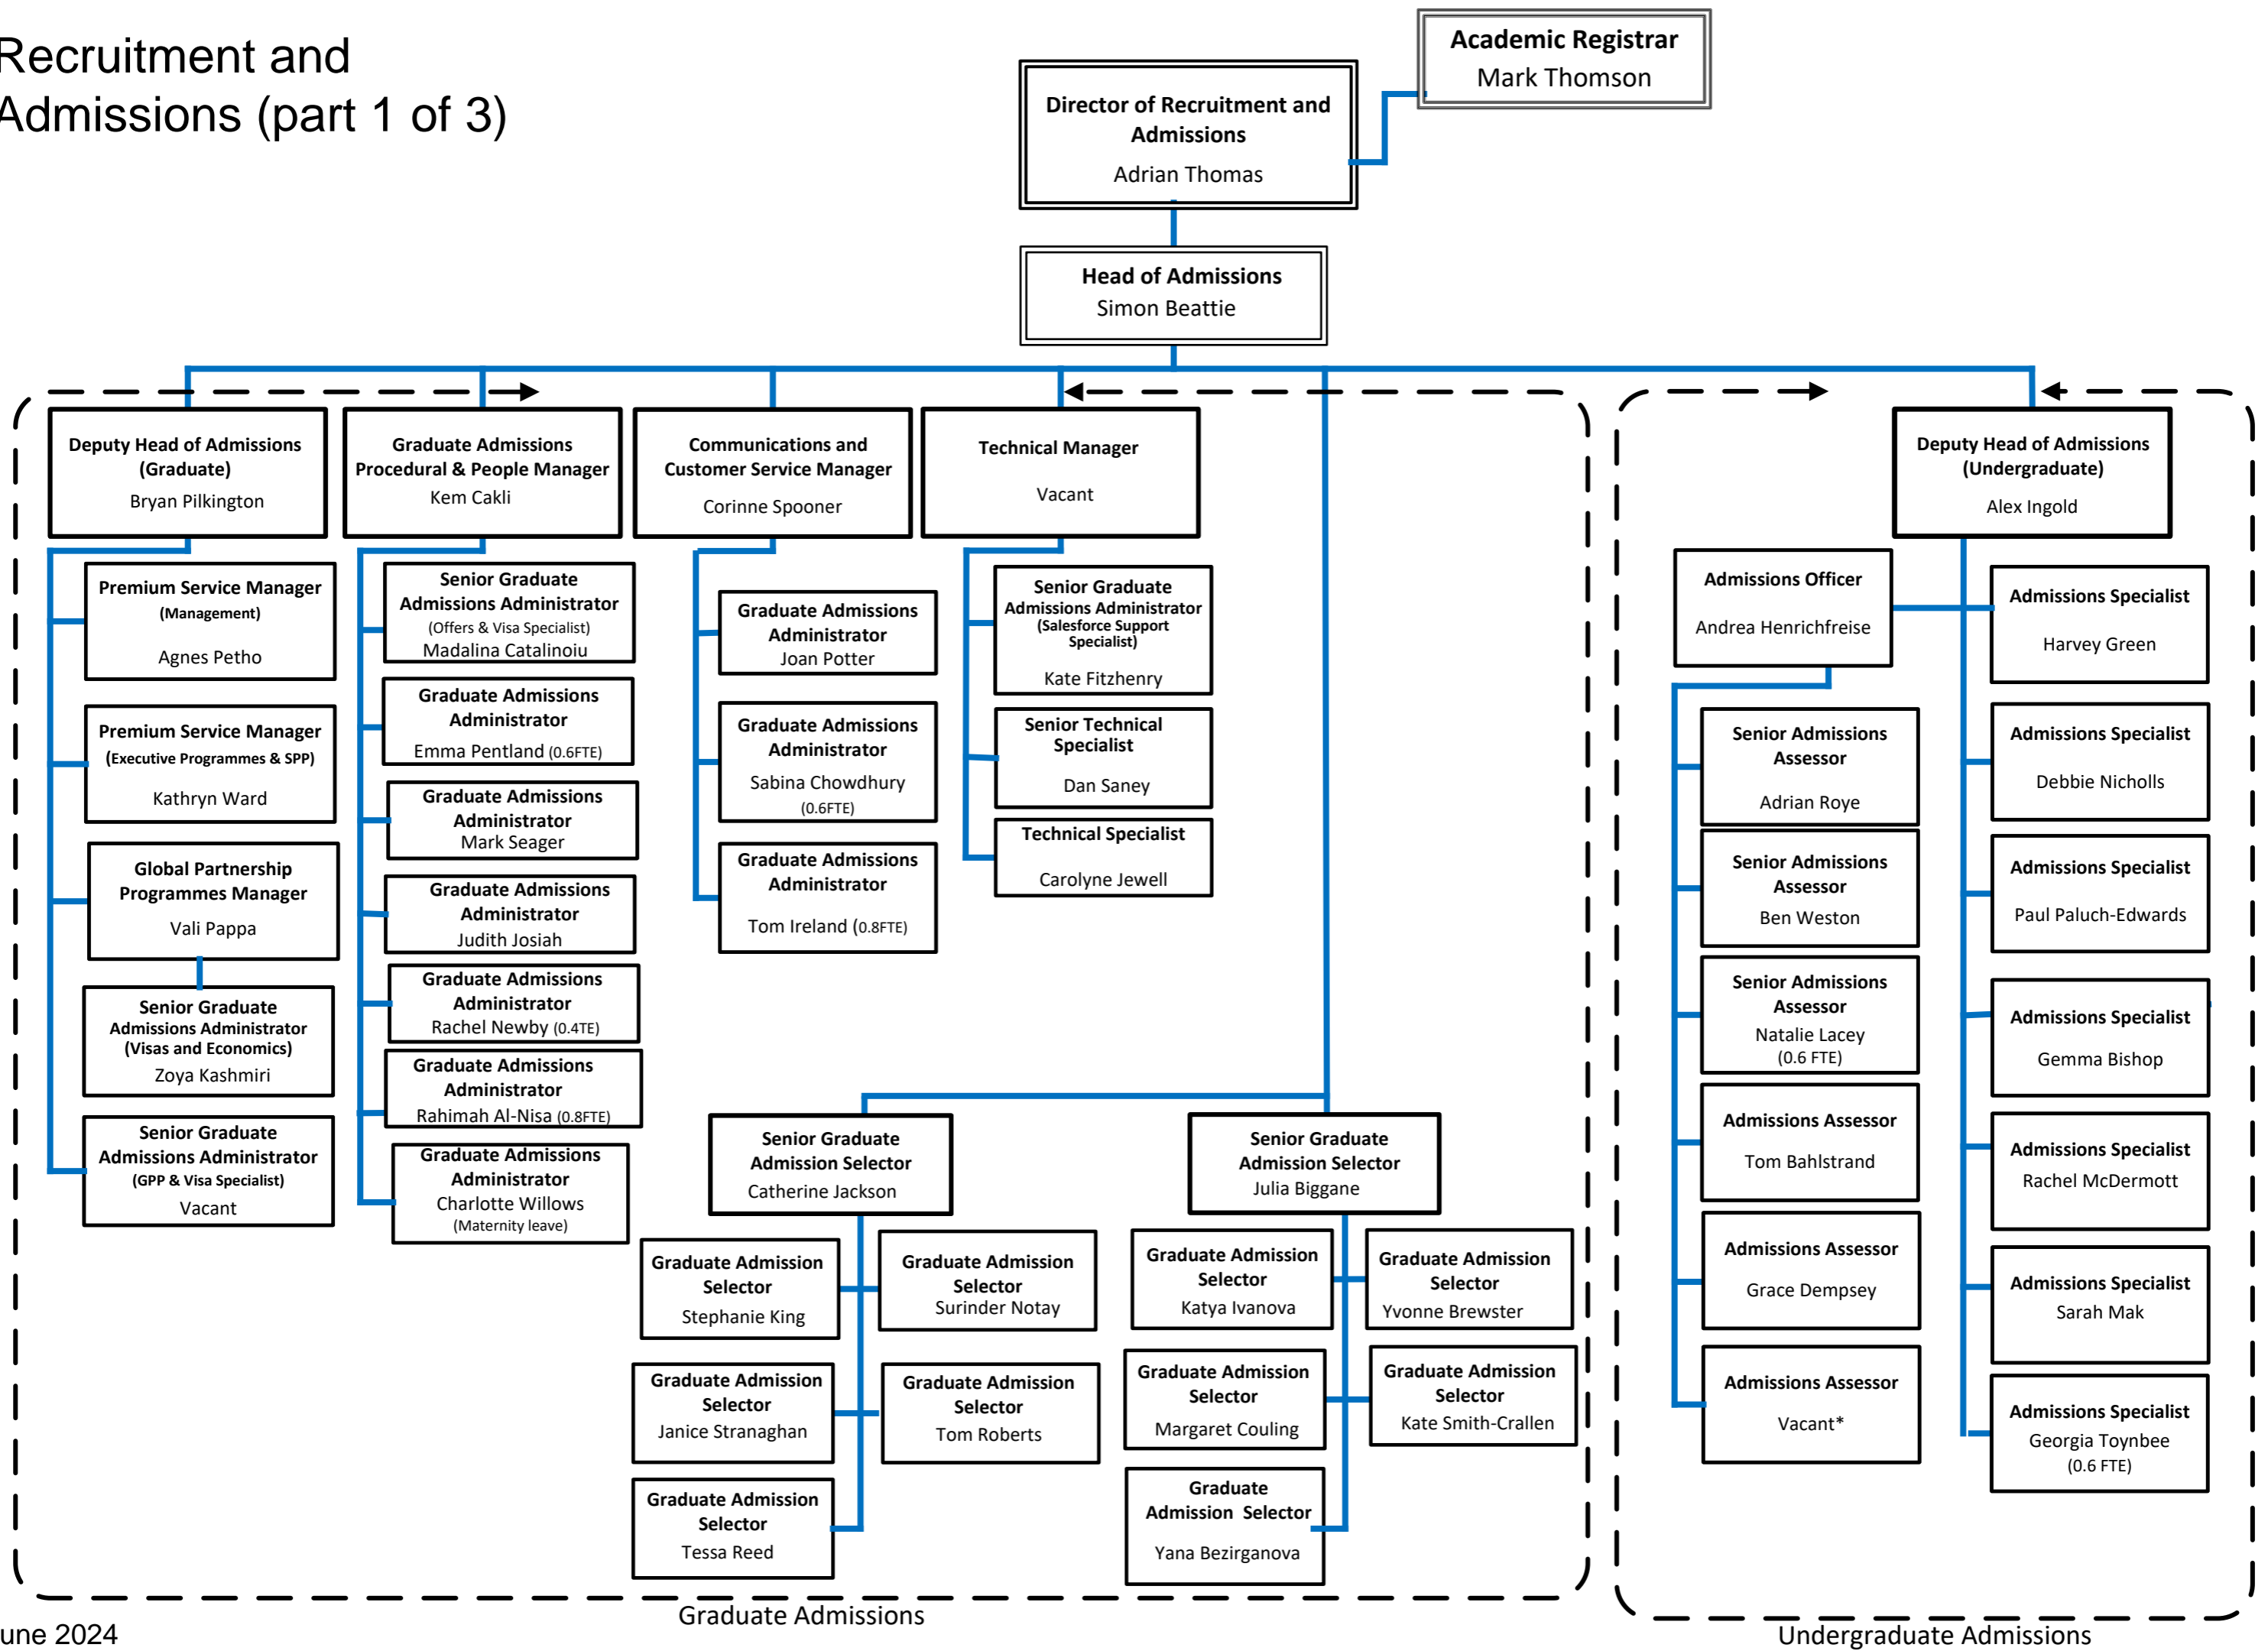 Recruitment and
Admissions (part 1 of 3)
Academic Registrar
Mark Thomson
Director of Recruitment and
Admissions
Adrian Thomas
Head of Admissions
Simon Beattie
Deputy Head of Admissions
(Graduate)
Bryan Pilkington
Premium Service Manager
(Management)
Agnes Petho
Premium Service Manager
(Executive Programmes & SPP)
Kathryn Ward
Global Partnership
Programmes Manager
Vali Pappa
Senior Graduate
Admissions Administrator
(Visas and Economics)
Zoya Kashmiri
Senior Graduate
Admissions Administrator
(GPP & Visa Specialist)
Vacant
Graduate Admissions
Procedural & People Manager
Kem Cakli
Senior Graduate
Admissions Administrator
(Offers & Visa Specialist)
Madalina Catalinoiu
Graduate Admissions
Administrator
Emma Pentland (0.6FTE)
Graduate Admissions
Administrator
Mark Seager
Graduate Admissions
Administrator
Judith Josiah
Graduate Admissions
Administrator
Rachel Newby (0.4TE)
Graduate Admissions
Administrator
Rahimah Al-Nisa (0.8FTE)
Graduate Admissions
Administrator
Charlotte Willows
(Maternity leave)
Communications and
Customer Service Manager
Corinne Spooner
Graduate Admissions
Administrator
Joan Potter
Graduate Admissions
Administrator
Sabina Chowdhury
(0.6FTE)
Graduate Admissions
Administrator
Tom Ireland (0.8FTE)
Technical Manager
Vacant
Senior Graduate
Admissions Administrator
(Salesforce Support
Specialist)
Kate Fitzhenry
Senior Technical
Specialist
Dan Saney
Technical Specialist
Carolyne Jewell
Senior Graduate
Admission Selector
Catherine Jackson
Graduate Admission
Selector
Stephanie King
Graduate Admission
Selector
Surinder Notay
Graduate Admission
Selector
Janice Stranaghan
Graduate Admission
Selector
Tom Roberts
Graduate Admission
Selector
Tessa Reed
Senior Graduate
Admission Selector
Julia Biggane
Graduate Admission
Selector
Katya Ivanova
Graduate Admission
Selector
Yvonne Brewster
Graduate Admission
Selector
Margaret Couling
Graduate Admission
Selector
Kate Smith-Crallen
Graduate
Admission Selector
Yana Bezirganova
Deputy Head of Admissions
(Undergraduate)
Alex Ingold
Admissions Officer
Andrea Henrichfreise
Senior Admissions
Assessor
Adrian Roye
Senior Admissions
Assessor
Ben Weston
Senior Admissions
Assessor
Natalie Lacey
(0.6 FTE)
Admissions Assessor
Tom Bahlstrand
Admissions Assessor
Grace Dempsey
Admissions Assessor
Vacant*
Admissions Specialist
Harvey Green
Admissions Specialist
Debbie Nicholls
Admissions Specialist
Paul Paluch-Edwards
Admissions Specialist
Gemma Bishop
Admissions Specialist
Rachel McDermott
Admissions Specialist
Sarah Mak
Admissions Specialist
Georgia Toynbee
(0.6 FTE)
Graduate Admissions
Undergraduate Admissions
une 2024